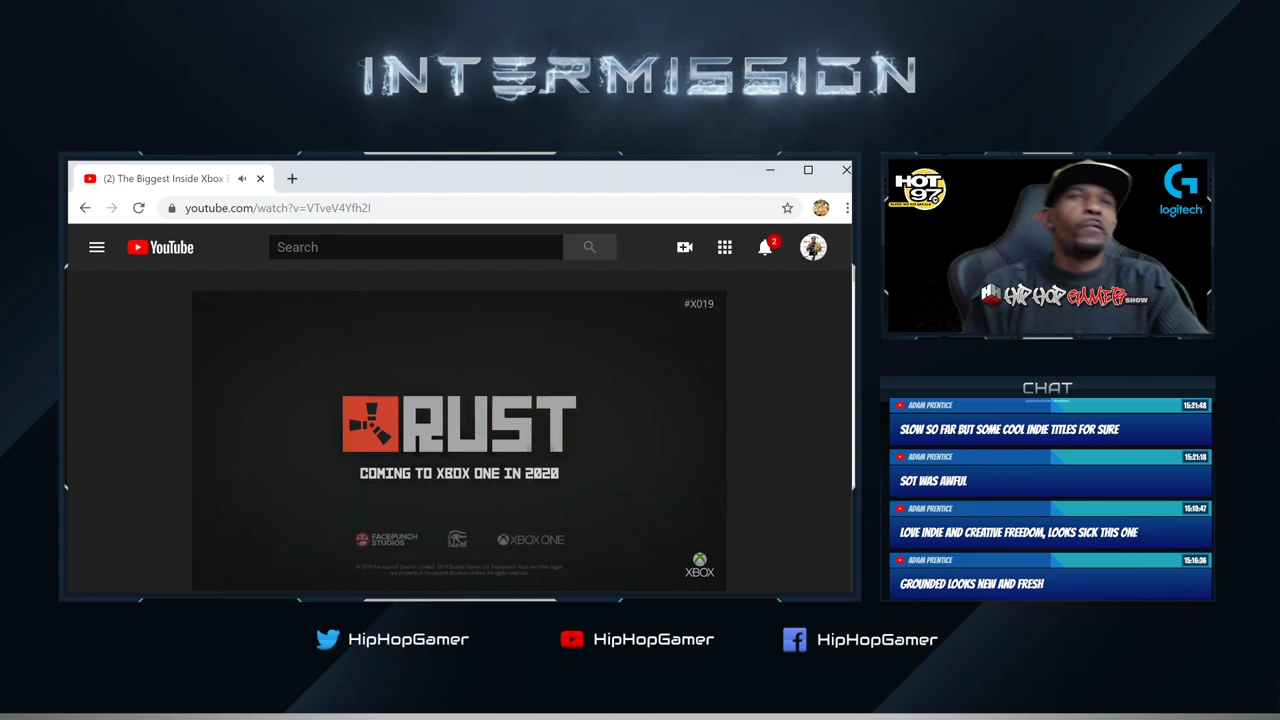 INTERMISSION
(2) The Biggest Inside Xbox E
youtube.com/watch?v=VTveV4Yfh2I
YouTube
Search
2
#X019
RUST
COMING TO XBOX ONE IN 2020
FACEPUNCH
STUDIOS
XBOX ONE
XBOX
HOT
97
logitech
HIP HOP GAMER SHOW
CHAT
ADAM PRENTICE 15:21:48
SLOW SO FAR BUT SOME COOL INDIE TITLES FOR SURE
ADAM PRENTICE 15:21:18
SOT WAS AWFUL
ADAM PRENTICE 15:19:47
LOVE INDIE AND CREATIVE FREEDOM, LOOKS SICK THIS ONE
ADAM PRENTICE 15:16:36
GROUNDED LOOKS NEW AND FRESH
HipHopGamer
HipHopGamer
HipHopGamer